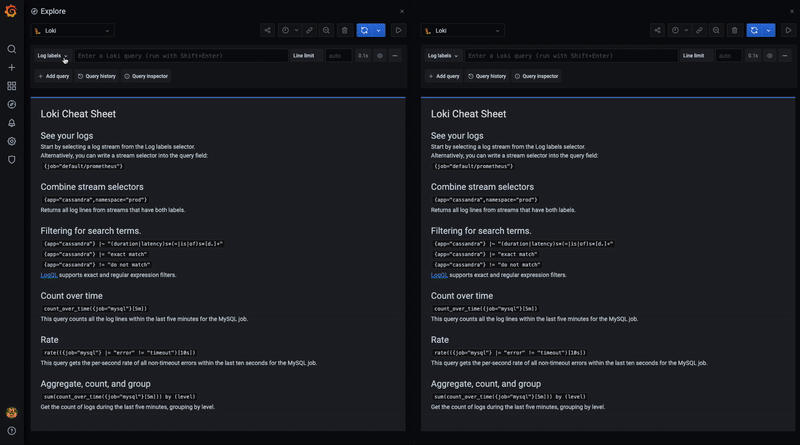 Explore
Loki
Log labels
Enter a Loki query (run with Shift+Enter)
Line limit
auto
0.1s
+ Add query
Query history
Query inspector
Loki Cheat Sheet
See your logs
Start by selecting a log stream from the Log labels selector.
Alternatively, you can write a stream selector into the query field:
{job="default/prometheus"}
Combine stream selectors
{app="cassandra",namespace="prod"}
Returns all log lines from streams that have both labels.
Filtering for search terms.
{app="cassandra"} |~ "(duration|latency)s*(=|is|of)s*[d.]+"
{app="cassandra"} |= "exact match"
{app="cassandra"} != "do not match"
LogQL supports exact and regular expression filters.
Count over time
count_over_time({job="mysql"}[5m])
This query counts all the log lines within the last five minutes for the MySQL job.
Rate
rate(({job="mysql"} |= "error" != "timeout")[10s])
This query gets the per-second rate of all non-timeout errors within the last ten seconds for the MySQL job.
Aggregate, count, and group
sum(count_over_time({job="mysql"}[5m])) by (level)
Get the count of logs during the last five minutes, grouping by level.
Loki
Log labels
Enter a Loki query (run with Shift+Enter)
Line limit
auto
0.1s
+ Add query
Query history
Query inspector
Loki Cheat Sheet
See your logs
Start by selecting a log stream from the Log labels selector.
Alternatively, you can write a stream selector into the query field:
{job="default/prometheus"}
Combine stream selectors
{app="cassandra",namespace="prod"}
Returns all log lines from streams that have both labels.
Filtering for search terms.
{app="cassandra"} |~ "(duration|latency)s*(=|is|of)s*[d.]+"
{app="cassandra"} |= "exact match"
{app="cassandra"} != "do not match"
LogQL supports exact and regular expression filters.
Count over time
count_over_time({job="mysql"}[5m])
This query counts all the log lines within the last five minutes for the MySQL job.
Rate
rate(({job="mysql"} |= "error" != "timeout")[10s])
This query gets the per-second rate of all non-timeout errors within the last ten seconds for the MySQL job.
Aggregate, count, and group
sum(count_over_time({job="mysql"}[5m])) by (level)
Get the count of logs during the last five minutes, grouping by level.